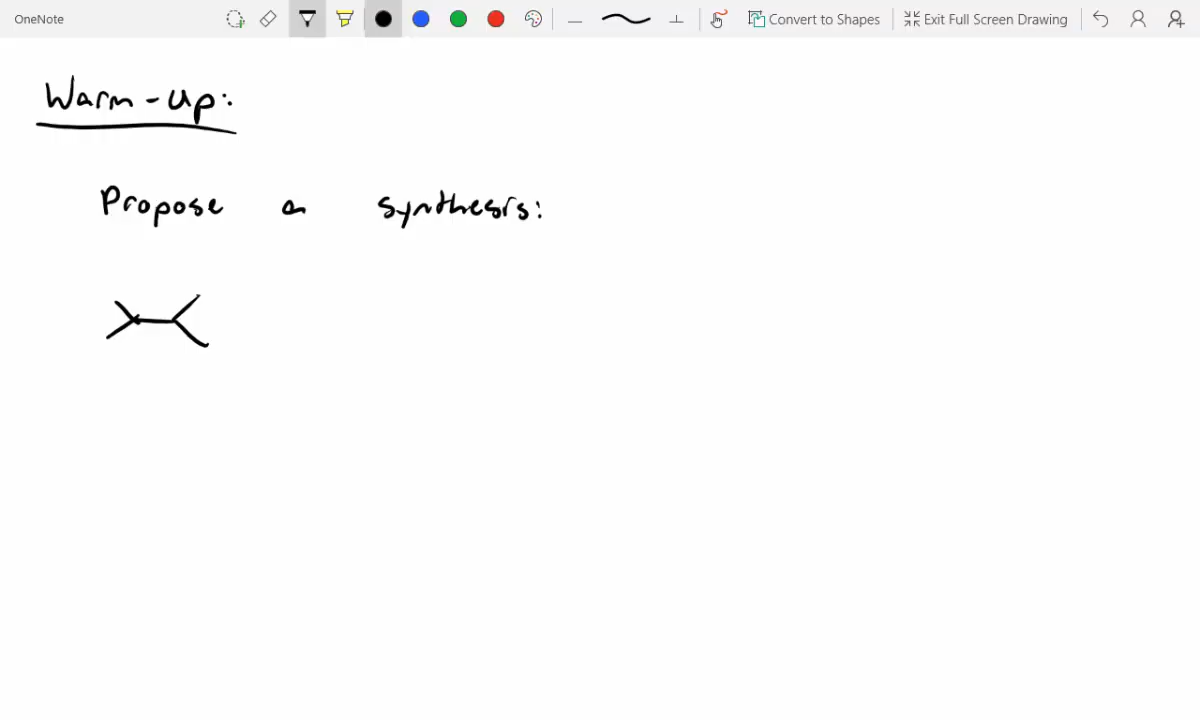 OneNote
Convert to Shapes
Exit Full Screen Drawing
Warm-up:
Propose a synthesis: